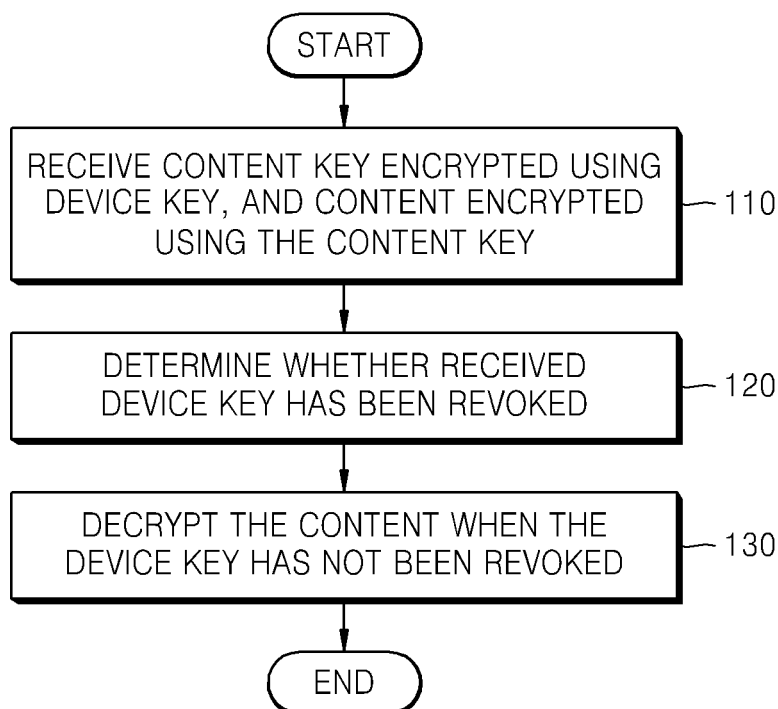 START
RECEIVE CONTENT KEY ENCRYPTED USING
DEVICE KEY, AND CONTENT ENCRYPTED
USING THE CONTENT KEY
110
DETERMINE WHETHER RECEIVED
DEVICE KEY HAS BEEN REVOKED
120
DECRYPT THE CONTENT WHEN THE
DEVICE KEY HAS NOT BEEN REVOKED
130
END